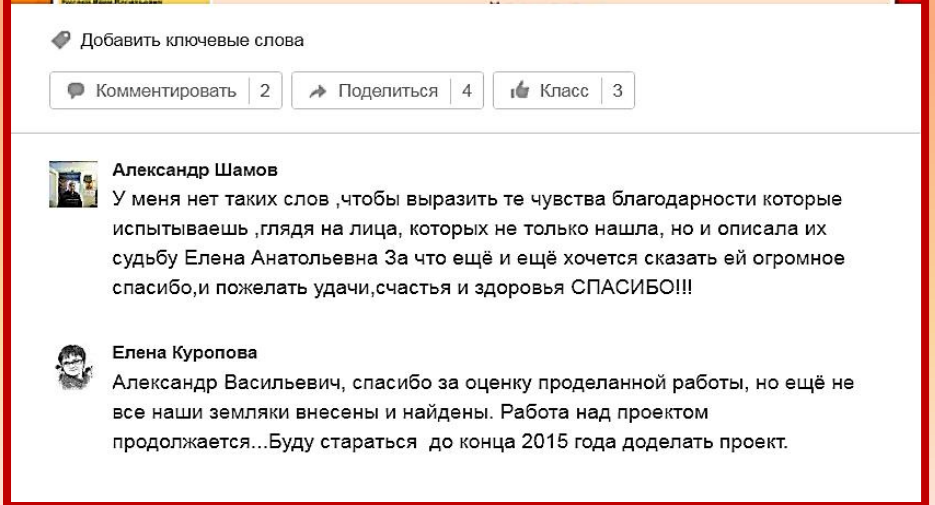 Добавить ключевые слова
Комментировать 2 Поделиться 4 Класс 3
Александр Шамов
У меня нет таких слов ,чтобы выразить те чувства благодарности которые
испытываешь ,глядя на лица, которых не только нашла, но и описала их
судьбу Елена Анатольевна За что ещё и ещё хочется сказать ей огромное
спасибо,и пожелать удачи,счастья и здоровья СПАСИБО!!!
Елена Куропова
Александр Васильевич, спасибо за оценку проделанной работы, но ещё не
все наши земляки внесены и найдены. Работа над проектом
продолжается...Буду стараться до конца 2015 года доделать проект.